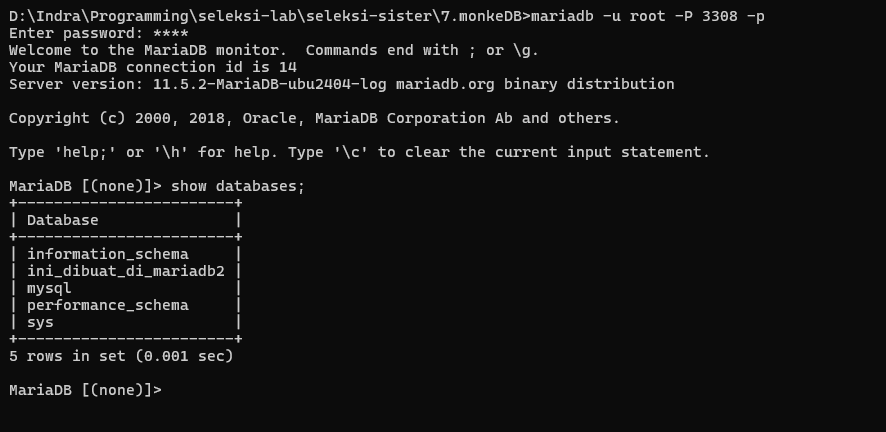 D:\Indra\Programming\seleksi-lab\seleksi-sister\7.monkeDB>mariadb -u root -P 3308 -p
Enter password: ****
Welcome to the MariaDB monitor.  Commands end with ; or \g.
Your MariaDB connection id is 14
Server version: 11.5.2-MariaDB-ubu2404-log mariadb.org binary distribution

Copyright (c) 2000, 2018, Oracle, MariaDB Corporation Ab and others.

Type 'help;' or '\h' for help. Type '\c' to clear the current input statement.

MariaDB [(none)]> show databases;
+------------------------+
| Database               |
+------------------------+
| information_schema     |
| ini_dibuat_di_mariadb2 |
| mysql                  |
| performance_schema     |
| sys                    |
+------------------------+
5 rows in set (0.001 sec)

MariaDB [(none)]>